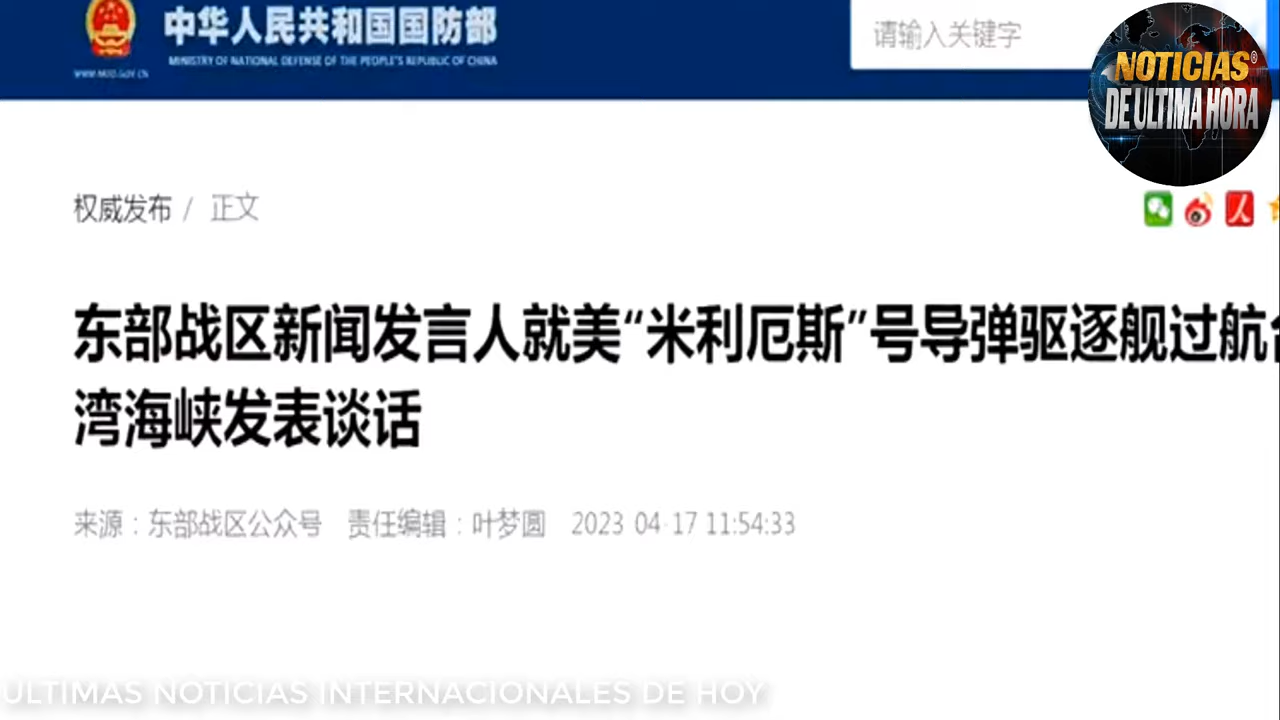 中华人民共和国国防部
MINISTRY OF NATIONAL DEFENSE OF THE PEOPLE'S REPUBLIC OF CHINA
WWW.MOD.GOV.CN
请输入关键字
NOTICIAS®
DE ULTIMA HORA
权威发布 / 正文
东部战区新闻发言人就美“米利厄斯”号导弹驱逐舰过航台
湾海峡发表谈话
来源：东部战区公众号 责任编辑：叶梦圆 2023-04-17 11:54:33
ULTIMAS NOTICIAS INTERNACIONALES DE HOY